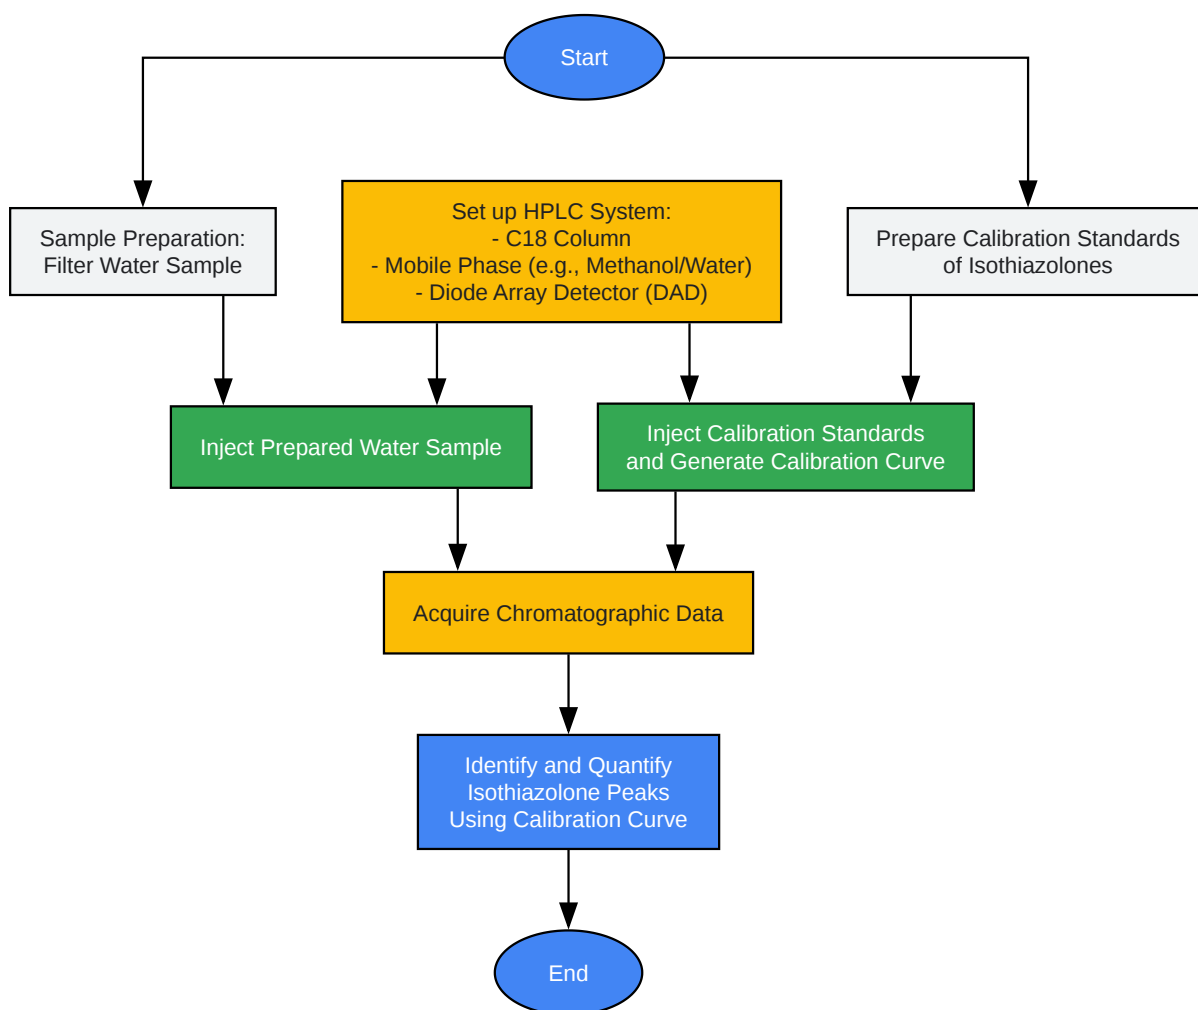 Start
Sample Preparation:
Filter Water Sample
Set up HPLC System:
- C18 Column
- Mobile Phase (e.g., Methanol/Water)
- Diode Array Detector (DAD)
Prepare Calibration Standards
of Isothiazolones
Inject Prepared Water Sample
Inject Calibration Standards
and Generate Calibration Curve
Acquire Chromatographic Data
Identify and Quantify
Isothiazolone Peaks
Using Calibration Curve
End